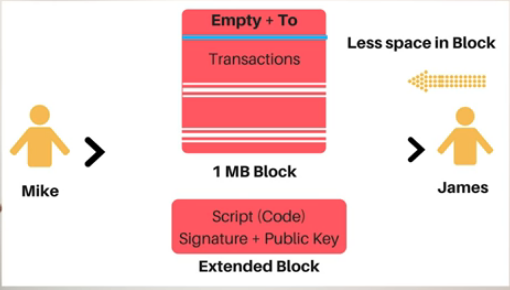 Empty + To
Transactions
Less space in Block
Mike
1 MB Block
James
Script (Code)
Signature + Public Key
Extended Block